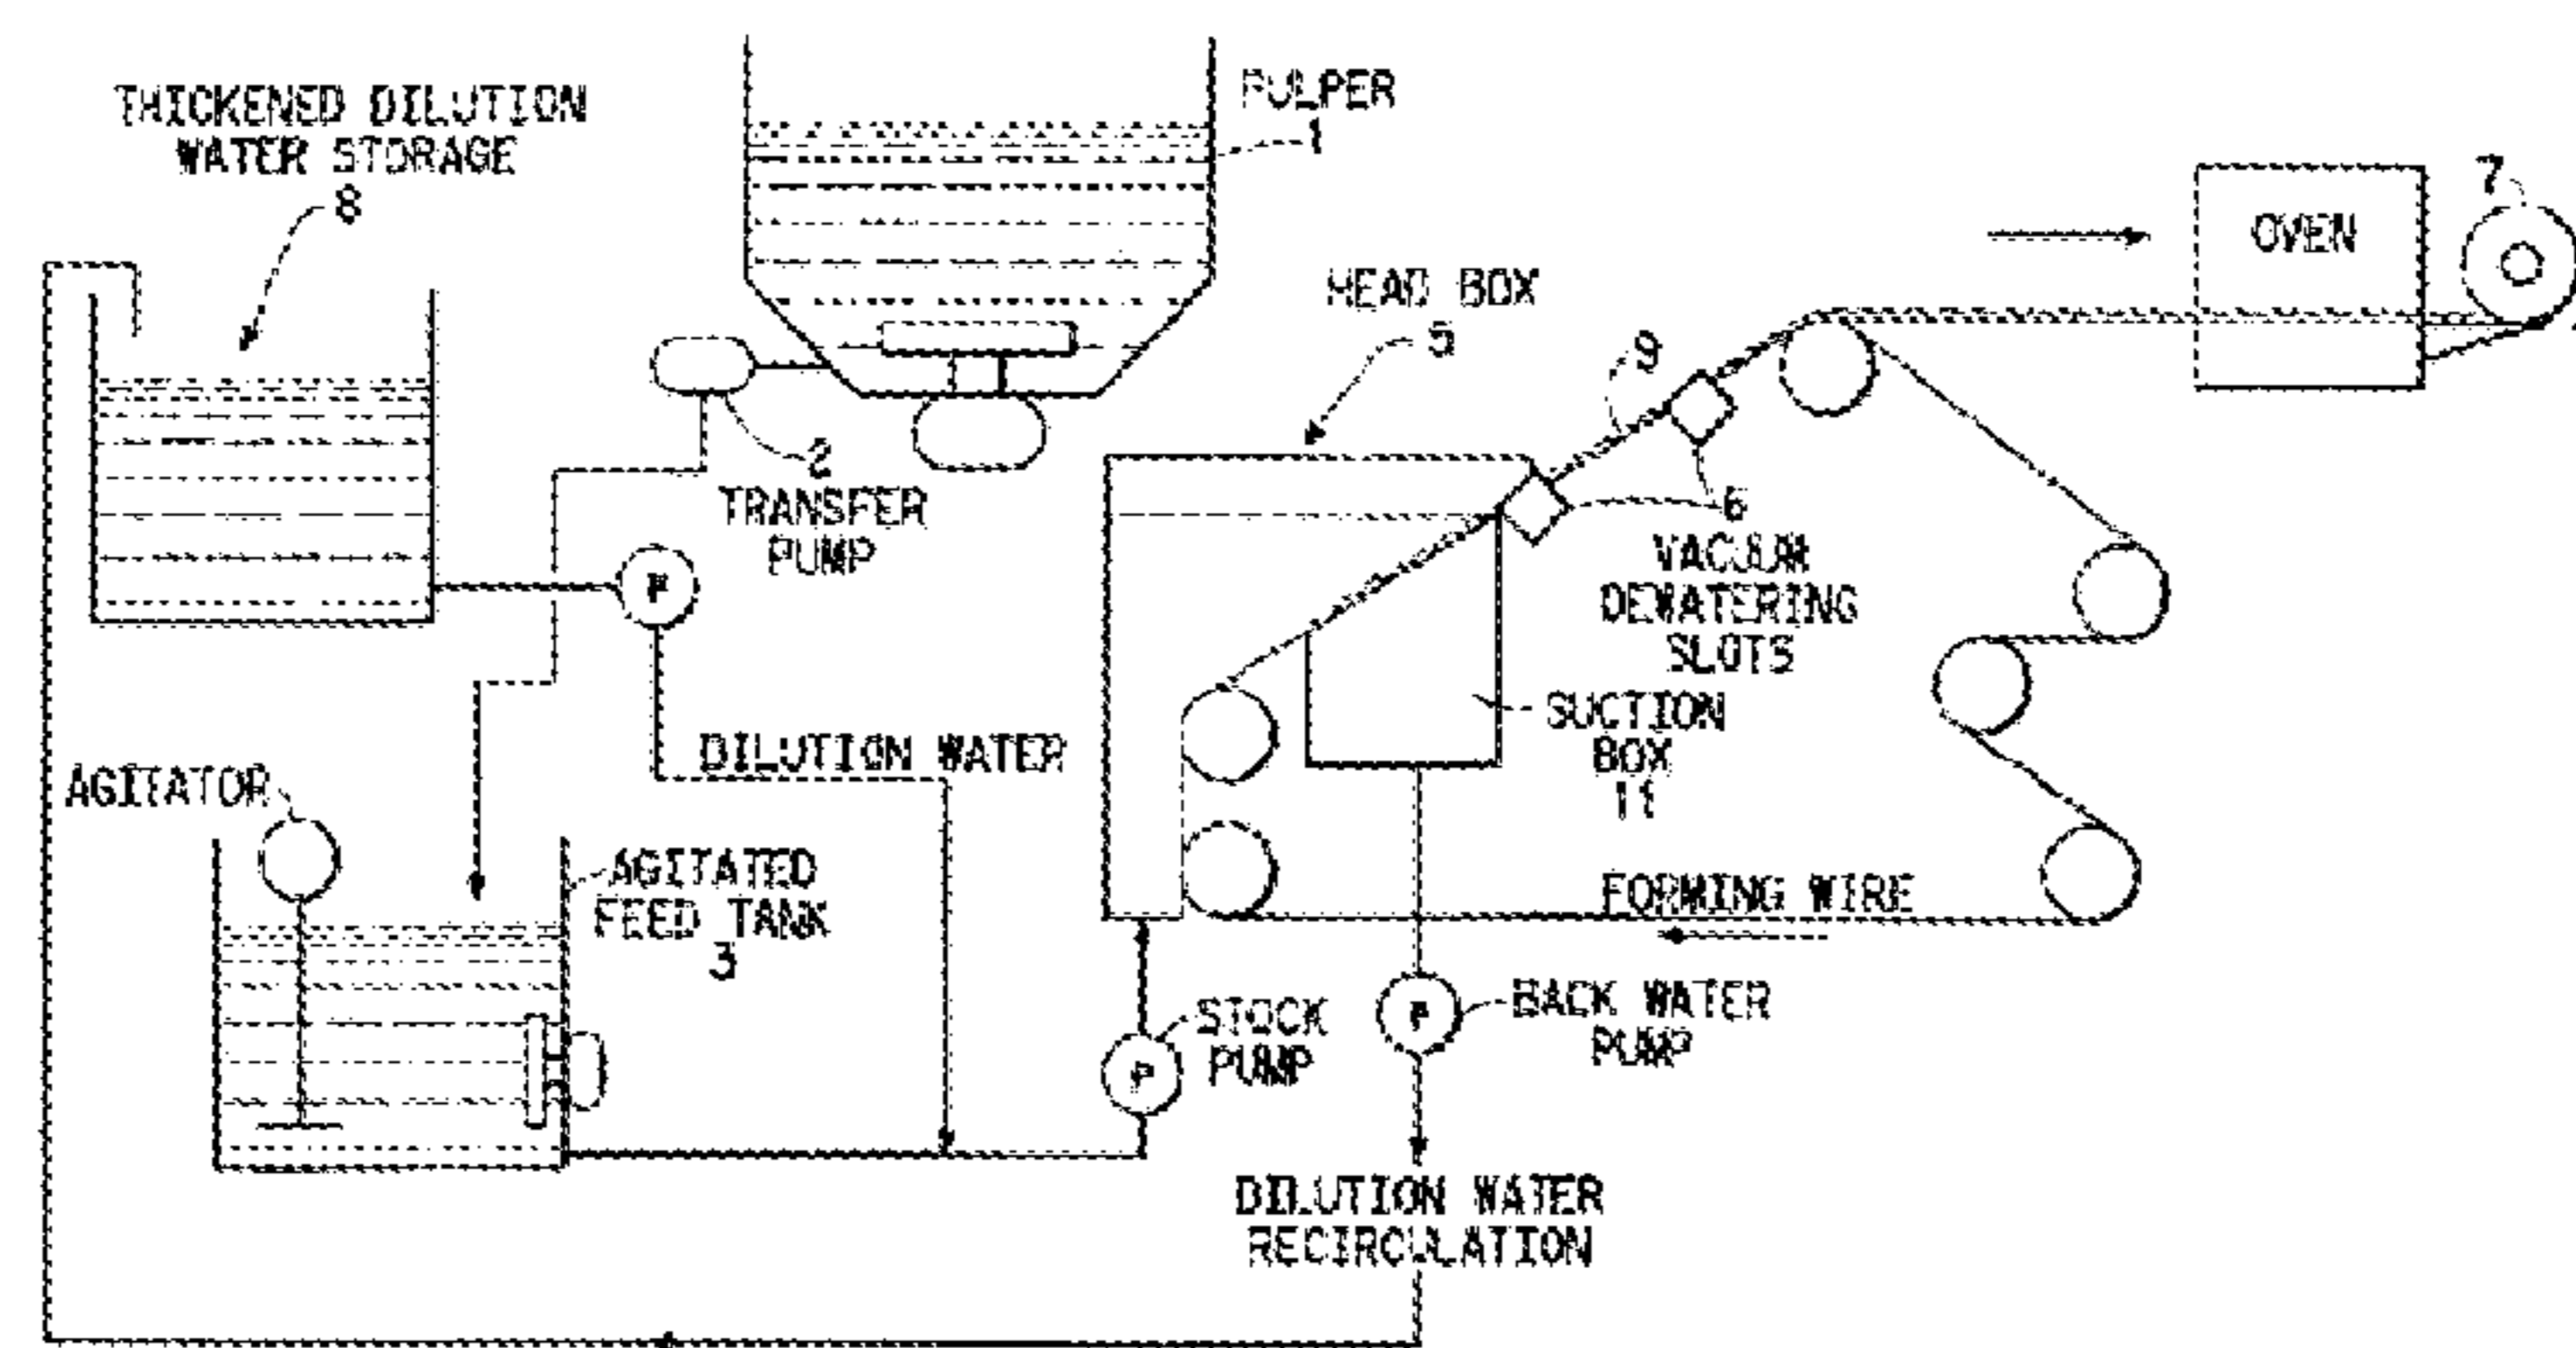 THICKENED DILUTION
WATER STORAGE
8
PULPER
1
OVEN
7
HEAD BOX
5
9
2
TRANSFER
PUMP
P
6
VACUUM
DEWATERING
SLOTS
SUCTION
BOX
11
DILUTION WATER
AGITATOR
AGITATED
FEED TANK
3
FORMING WIRE
STOCK
PUMP
P
P
BACK WATER
PUMP
DILUTION WATER
RECIRCULATION